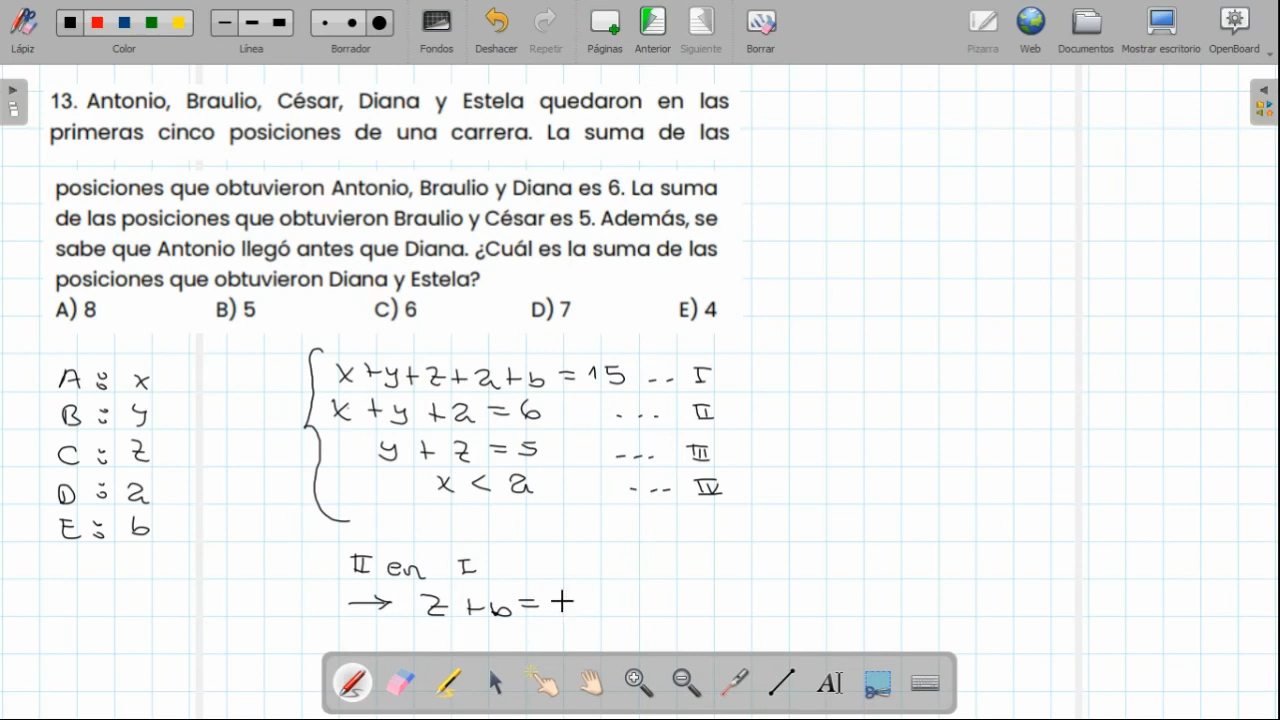 Lápiz Color Línea Borrador Fondos Deshacer Repetir Páginas Anterior Siguiente Borrar Pizarra Web Documentos Mostrar escritorio OpenBoard
13. Antonio, Braulio, César, Diana y Estela quedaron en las
primeras cinco posiciones de una carrera. La suma de las
posiciones que obtuvieron Antonio, Braulio y Diana es 6. La suma
de las posiciones que obtuvieron Braulio y César es 5. Además, se
sabe que Antonio llegó antes que Diana. ¿Cuál es la suma de las
posiciones que obtuvieron Diana y Estela?
A) 8 B) 5 C) 6 D) 7 E) 4
A : x
B : y
C : z
D : a
E : b
x + y + z + a + b = 15 ... I
x + y + a = 6 ... II
y + z = 5 ... III
x < a ... IV
II en I
→ z + b =